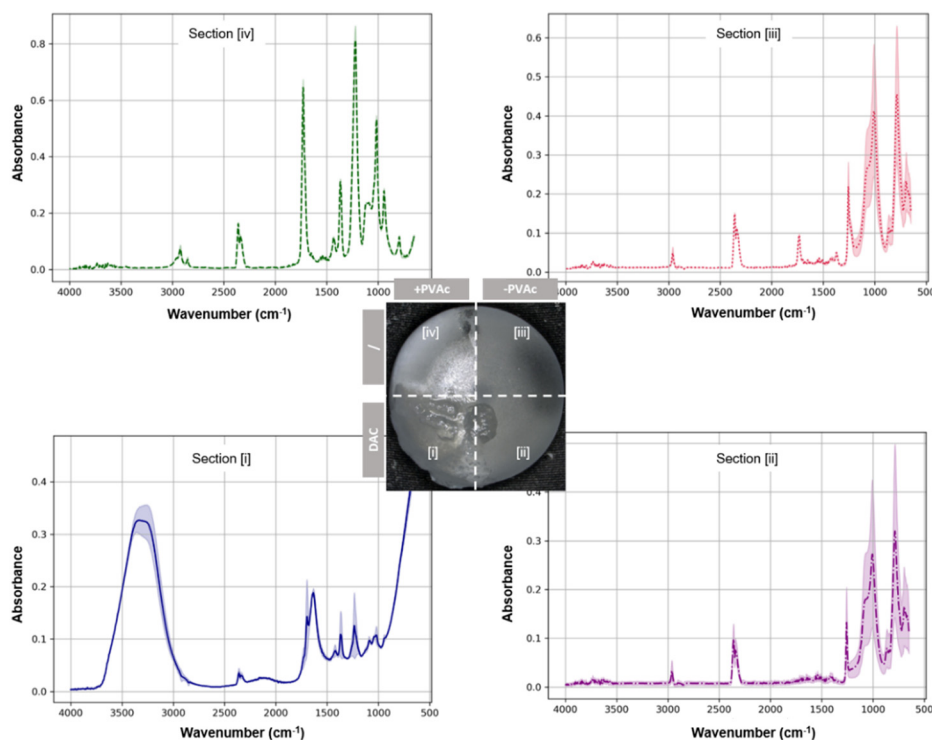 Section [iv]
Absorbance
0.8
0.6
0.4
0.2
0.0
4000 3000 2500 2000 1500 1000 500
Wavenumber (cm⁻¹)
Section [iii]
Absorbance
0.6
0.5
0.4
0.3
0.2
0.1
0.0
4000 3000 2500 2000 1500 1000 500
Wavenumber (cm⁻¹)
+PVAc -PVAc
/
DAC
[iv] [iii]
[i] [ii]
Section [i]
Absorbance
0.4
0.3
0.2
0.1
0.0
4000 3000 2500 2000 1500 1000 500
Wavenumber (cm⁻¹)
Section [ii]
Absorbance
0.4
0.3
0.2
0.1
0.0
4000 3000 2500 2000 1500 1000 500
Wavenumber (cm⁻¹)